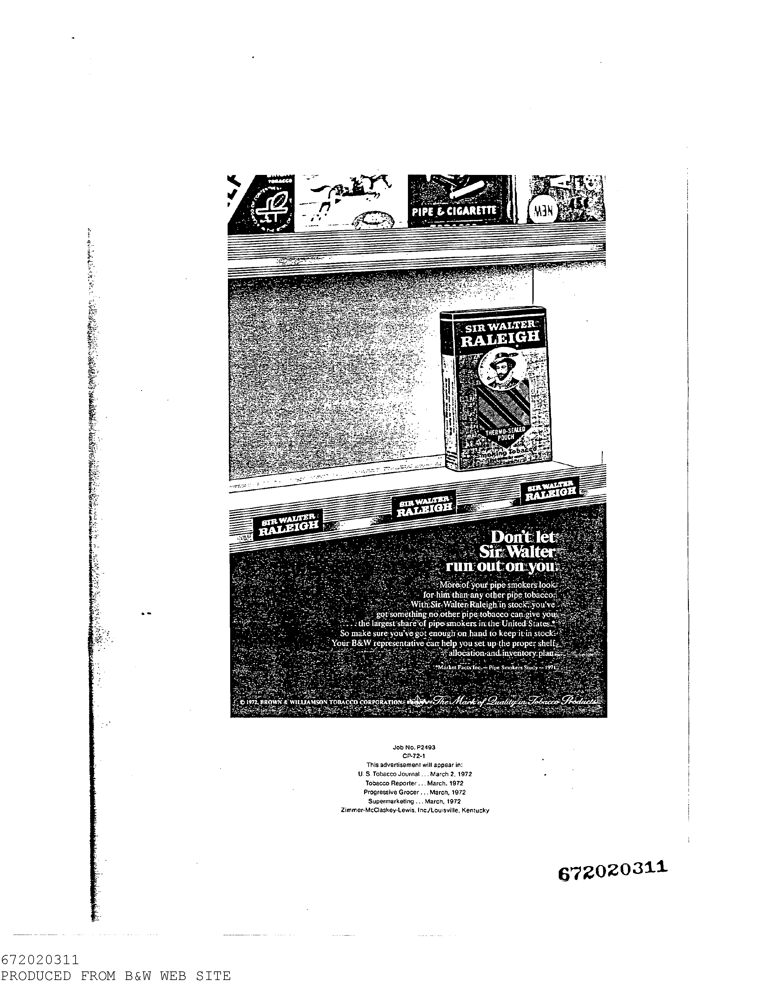 TOBACCO
PIPE & CIGARETTE
NEW
45¢
SIR WALTER
RALEIGH
THERMO-SEALED
POUCH
SIR WALTER
RALEIGH
SIR WALTER
RALEIGH
SIR WALTER
RALEIGH
Don't let
Sir Walter
run out on you.
More of your pipe smokers look
for him than any other pipe tobacco.
With Sir Walter Raleigh in stock, you've
got something no other pipe tobacco can give you
. . . the largest share of pipe smokers in the United States.*
So make sure you've got enough on hand to keep it in stock.
Your B&W representative can help you set up the proper shelf
allocation and inventory plan.
*Market Facts Inc. — Pipe Smokers Study — 1971.
© 1972, BROWN & WILLIAMSON TOBACCO CORPORATION The Mark of Quality in Tobacco Products
Job No. P2493
CP-72-1
This advertisement will appear in:
U. S. Tobacco Journal . . . March 2, 1972
Tobacco Reporter . . . March, 1972
Progressive Grocer . . . March, 1972
Supermarketing . . . March, 1972
Zimmer-McClaskey-Lewis, Inc./Louisville, Kentucky
672020311
672020311
PRODUCED FROM B&W WEB SITE